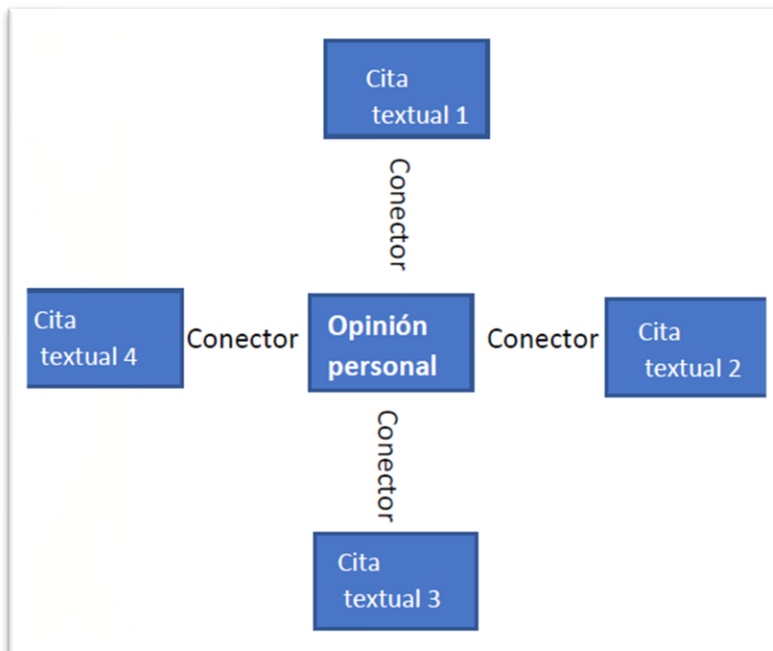 Cita
textual 1
Conector
Cita
textual 4
Conector
Opinión
personal
Conector
Cita
textual 2
Conector
Cita
textual 3